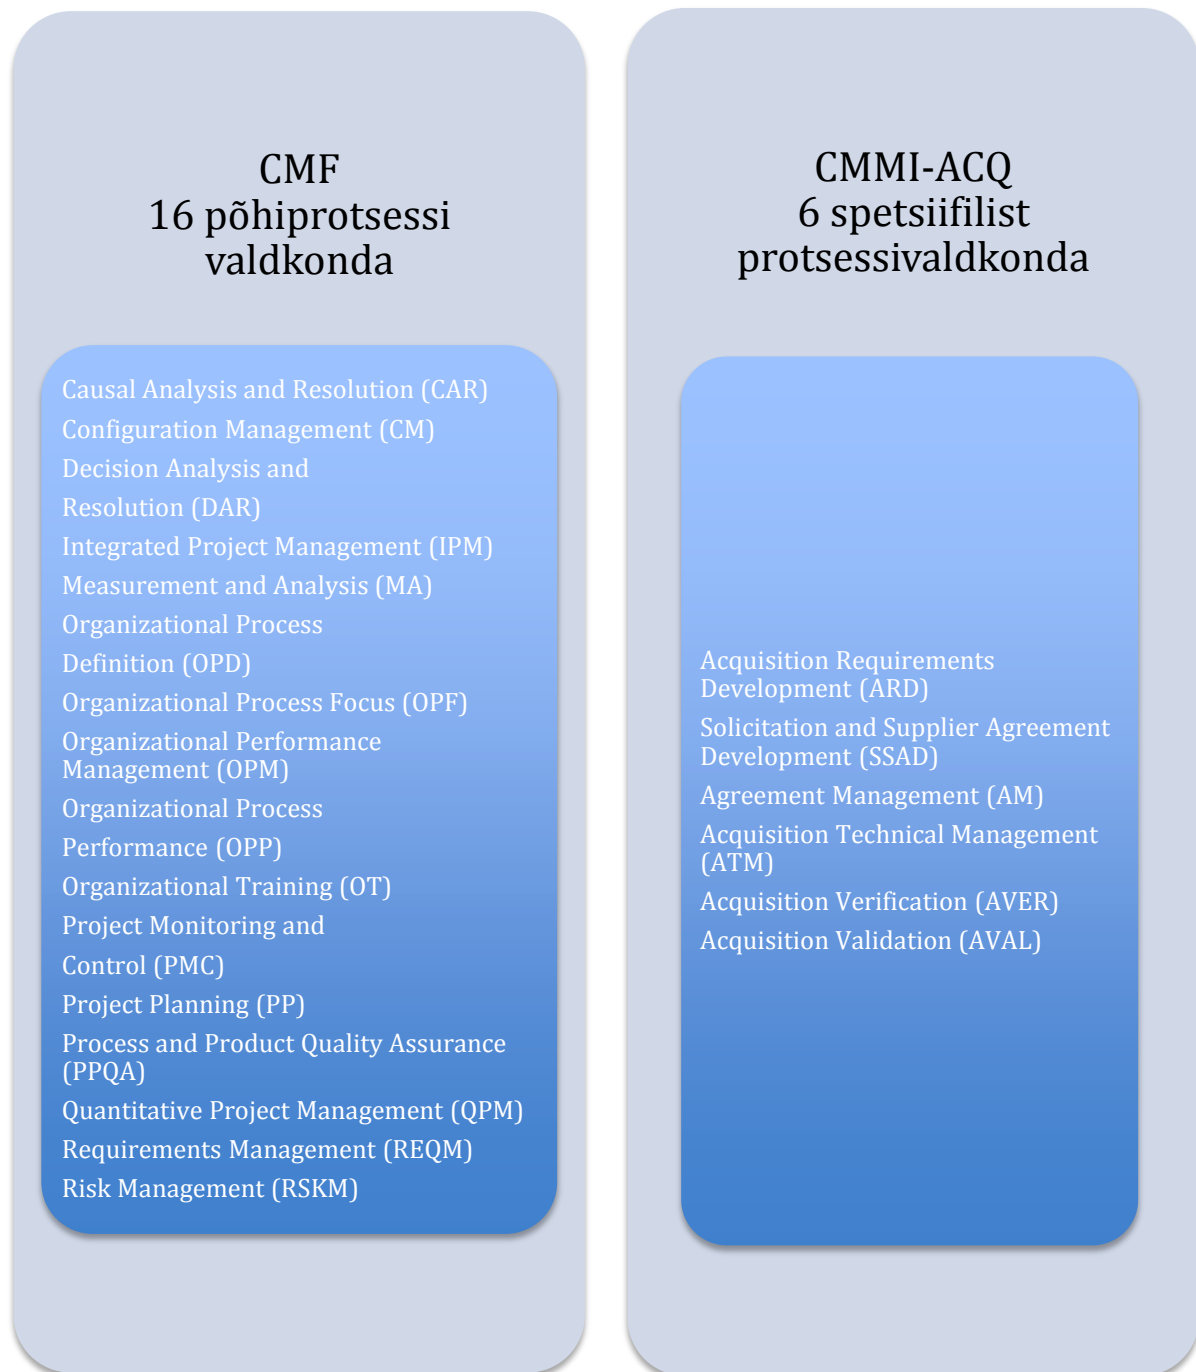 CMF
16 põhiprotsessi
valdkonda
Causal Analysis and Resolution (CAR)
Configuration Management (CM)
Decision Analysis and
Resolution (DAR)
Integrated Project Management (IPM)
Measurement and Analysis (MA)
Organizational Process
Definition (OPD)
Organizational Process Focus (OPF)
Organizational Performance
Management (OPM)
Organizational Process
Performance (OPP)
Organizational Training (OT)
Project Monitoring and
Control (PMC)
Project Planning (PP)
Process and Product Quality Assurance
(PPQA)
Quantitative Project Management (QPM)
Requirements Management (REQM)
Risk Management (RSKM)
CMMI-ACQ
6 spetsiifilist
protsessivaldkonda
Acquisition Requirements
Development (ARD)
Solicitation and Supplier Agreement
Development (SSAD)
Agreement Management (AM)
Acquisition Technical Management
(ATM)
Acquisition Verification (AVER)
Acquisition Validation (AVAL)